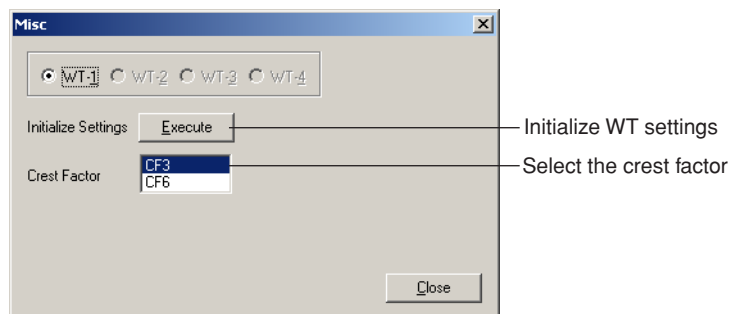 Misc
WT-1 WT-2 WT-3 WT-4
Initialize Settings Execute Initialize WT settings
Crest Factor CF3 Select the crest factor
CF6
Close